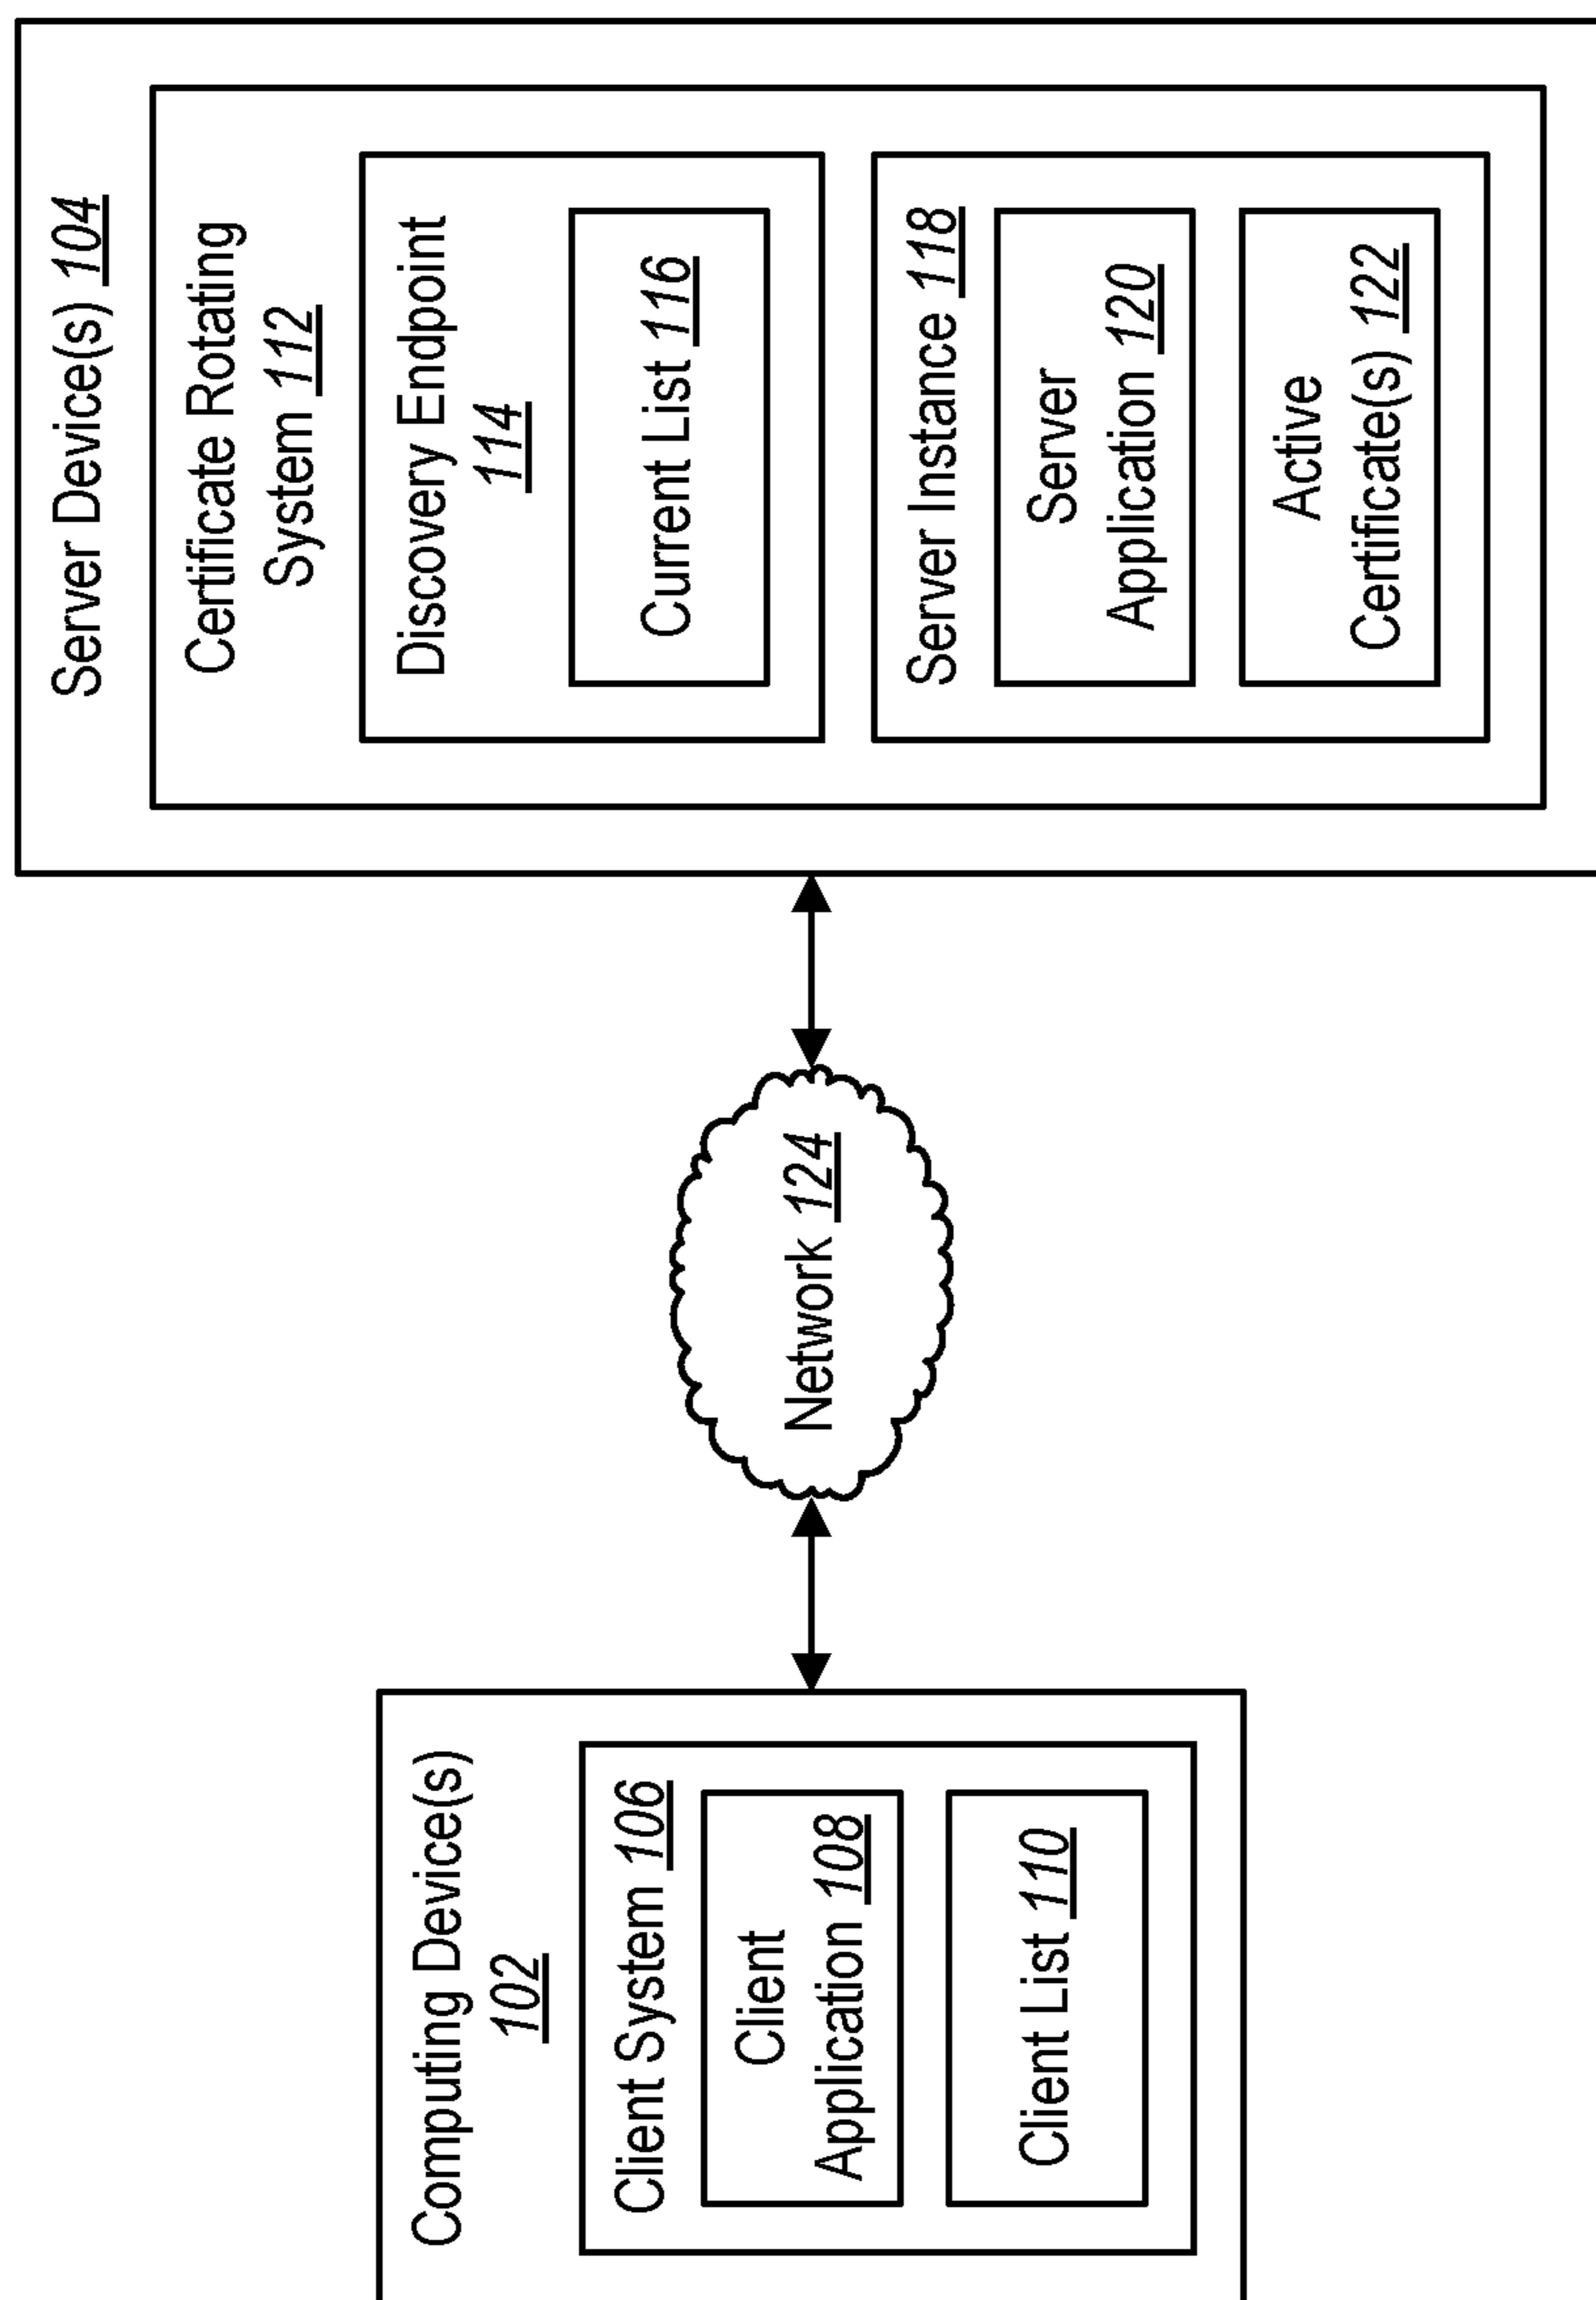 Computing Device(s)
102
Client System 106
Client
Application 108
Client List 110
Network 124
Server Device(s) 104
Certificate Rotating
System 112
Discovery Endpoint
114
Current List 116
Server Instance 118
Server
Application 120
Active
Certificate(s) 122